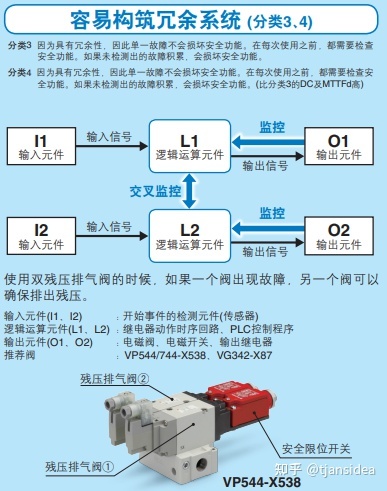 容易构筑冗余系统 (分类3、4)
分类3 因为具有冗余性，因此单一故障不会损坏安全功能。在每次使用之前，都需要检查
安全功能。如果未检测出的故障积累，会损坏安全功能。
分类4 因为具有冗余性，因此单一故障不会损坏安全功能。在每次使用之前，都需要检查安
全功能。如果未检测出的故障积累，会损坏安全功能。(比分类3的DC及MTTFd高)
I1
输入元件
输入信号
L1
逻辑运算元件
监控
输出信号
O1
输出元件
交叉监控
I2
输入元件
输入信号
L2
逻辑运算元件
监控
输出信号
O2
输出元件
使用双残压排气阀的时候，如果一个阀出现故障，另一个阀可以
确保排出残压。
输入元件(I1、I2) : 开始事件的检测元件(传感器)
逻辑运算元件(L1、L2) : 继电器动作时序回路、PLC控制程序
输出元件(O1、O2) : 电磁阀、电磁开关、输出继电器
推荐阀 : VP544/744-X538、VG342-X87
残压排气阀②
残压排气阀①
安全限位开关
VP544-X538
知乎 @tjansidea